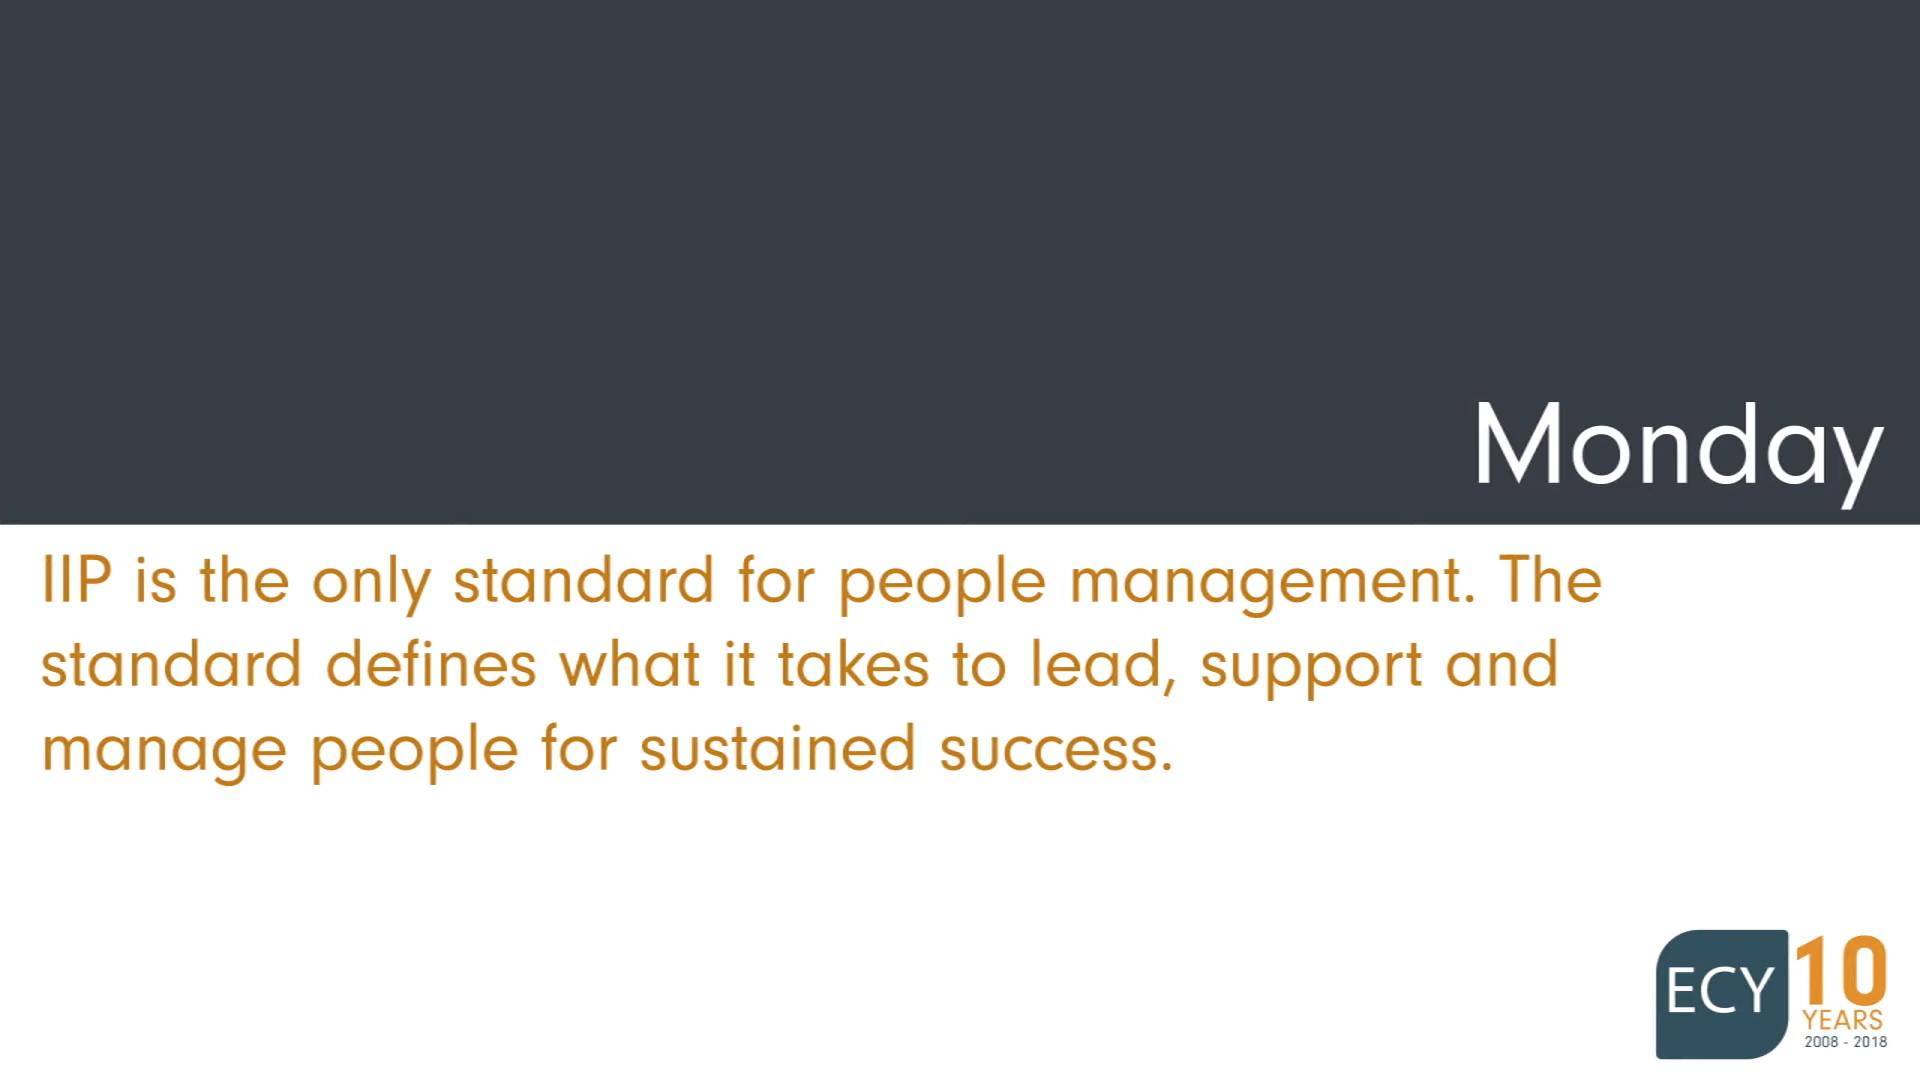 Monday
IIP is the only standard for people management. The
standard defines what it takes to lead, support and
manage people for sustained success.
ECY
10
YEARS
2008 - 2018